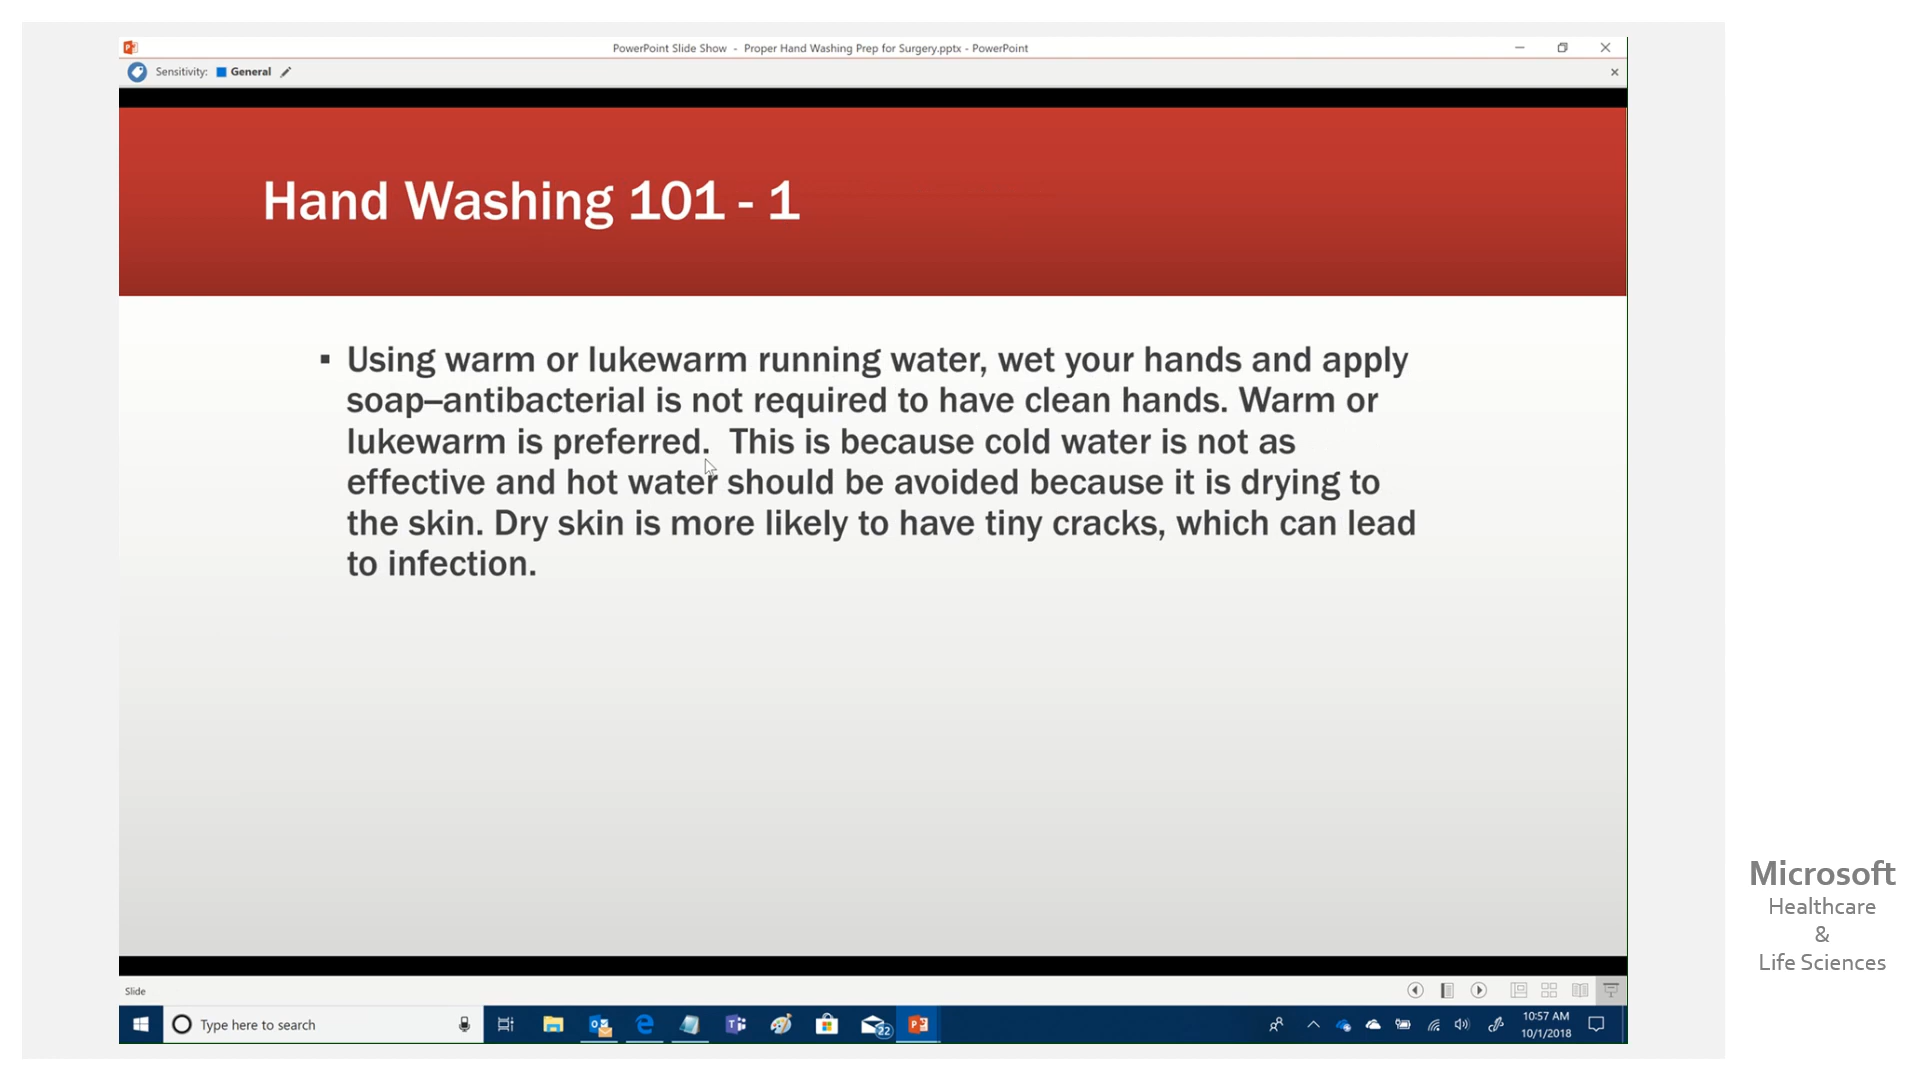 PowerPoint Slide Show - Proper Hand Washing Prep for Surgery.pptx - PowerPoint
Sensitivity: General
Hand Washing 101 - 1
▪ Using warm or lukewarm running water, wet your hands and apply
soap–antibacterial is not required to have clean hands. Warm or
lukewarm is preferred.  This is because cold water is not as
effective and hot water should be avoided because it is drying to
the skin. Dry skin is more likely to have tiny cracks, which can lead
to infection.
Microsoft
Healthcare
&
Life Sciences
Slide
Type here to search
22
10:57 AM
10/1/2018